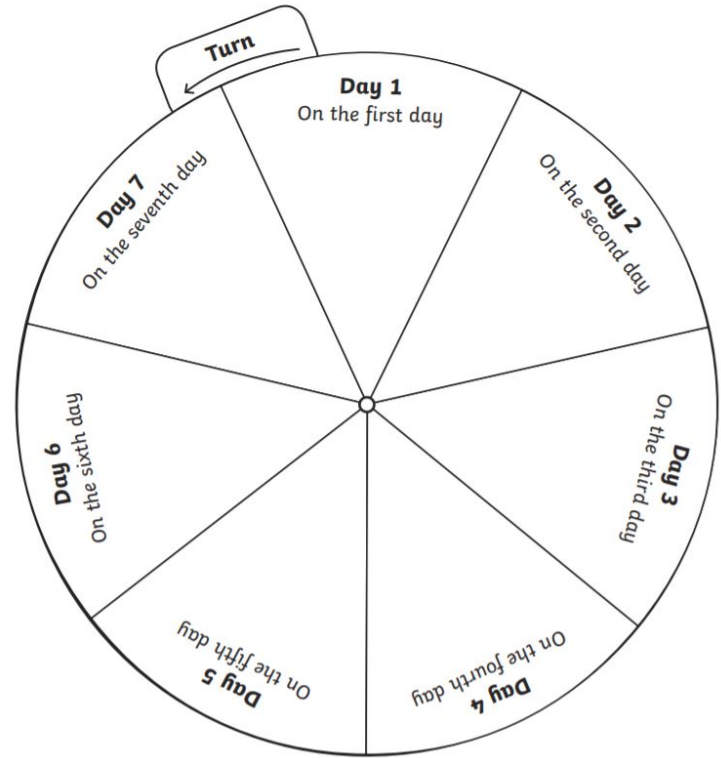 Turn
Day 1
On the first day
Day 2
On the second day
Day 3
On the third day
Day 4
On the fourth day
Day 5
On the fifth day
Day 6
On the sixth day
Day 7
On the seventh day